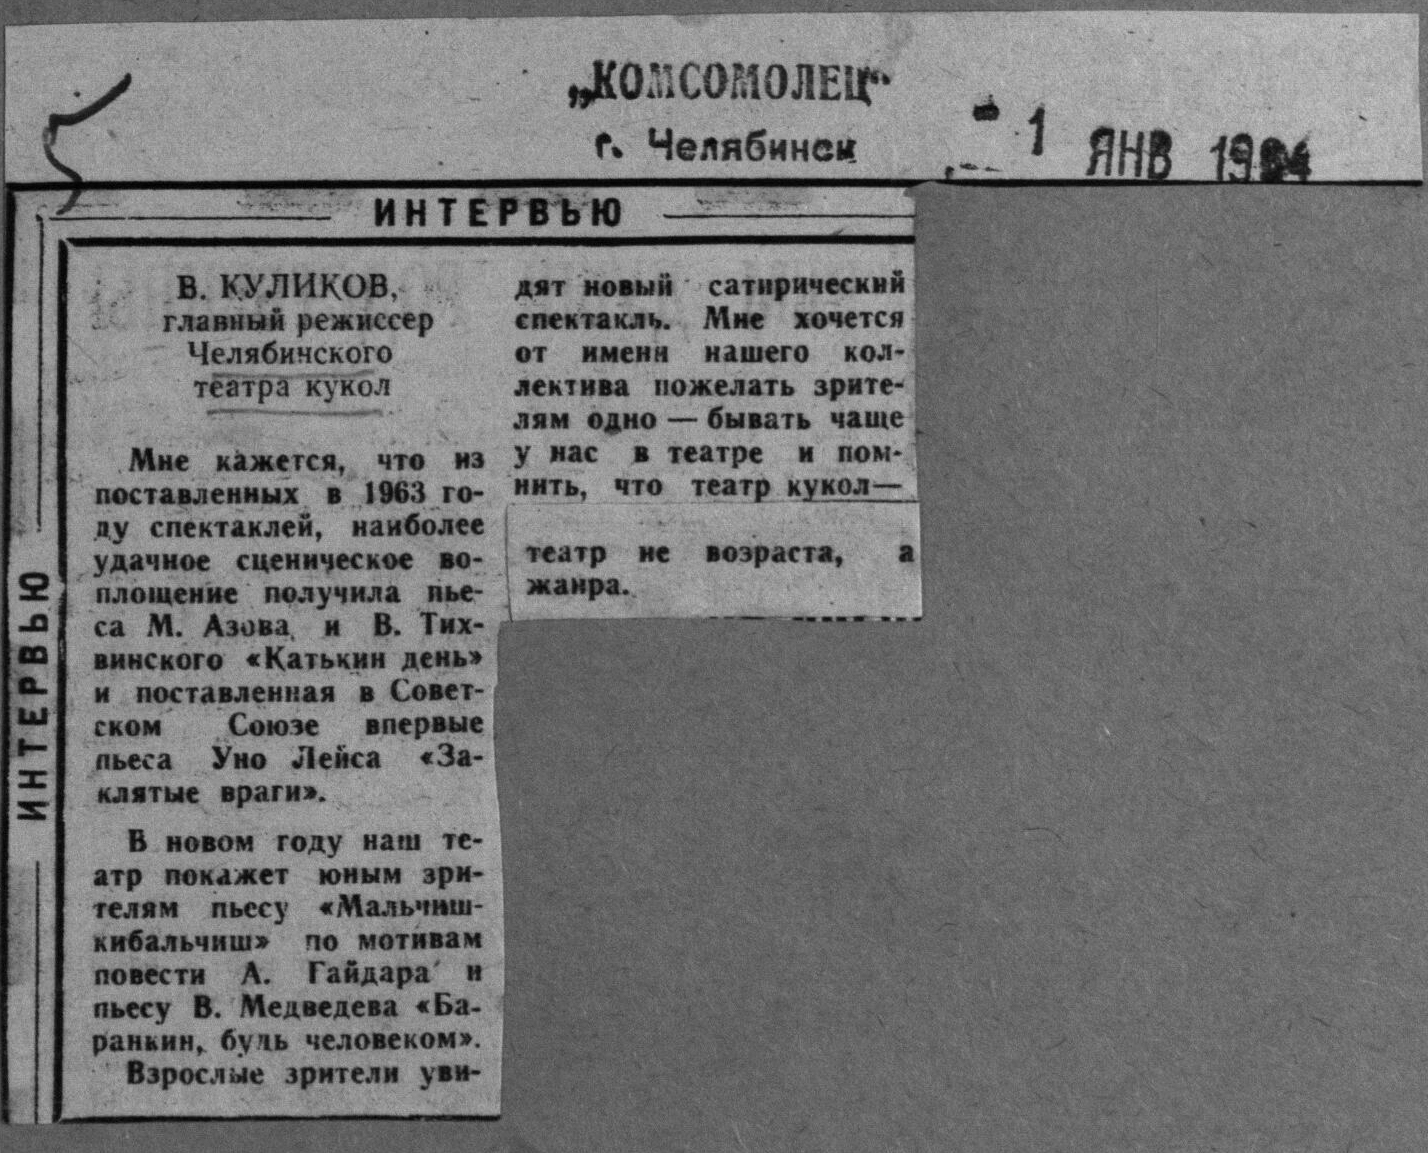 „КОМСОМОЛЕЦ“
г. Челябинск
- 1 ЯНВ 1964
ИНТЕРВЬЮ
ИНТЕРВЬЮ
В. КУЛИКОВ,
главный режиссер
Челябинского
театра кукол
Мне кажется, что из
поставленных в 1963 го-
ду спектаклей, наиболее
удачное сценическое во-
площение получила пье-
са М. Азова и В. Тих-
винского «Катькин день»
и поставленная в Совет-
ском Союзе впервые
пьеса Уно Лейса «За-
клятые враги».
В новом году наш те-
атр покажет юным зри-
телям пьесу «Мальчиш-
кибальчиш» по мотивам
повести А. Гайдара и
пьесу В. Медведева «Ба-
ранкин, будь человеком».
Взрослые зрители уви-
дят новый сатирический
спектакль. Мне хочется
от имени нашего кол-
лектива пожелать зрите-
лям одно — бывать чаще
у нас в театре и пом-
нить, что театр кукол—
театр не возраста, а
жанра.